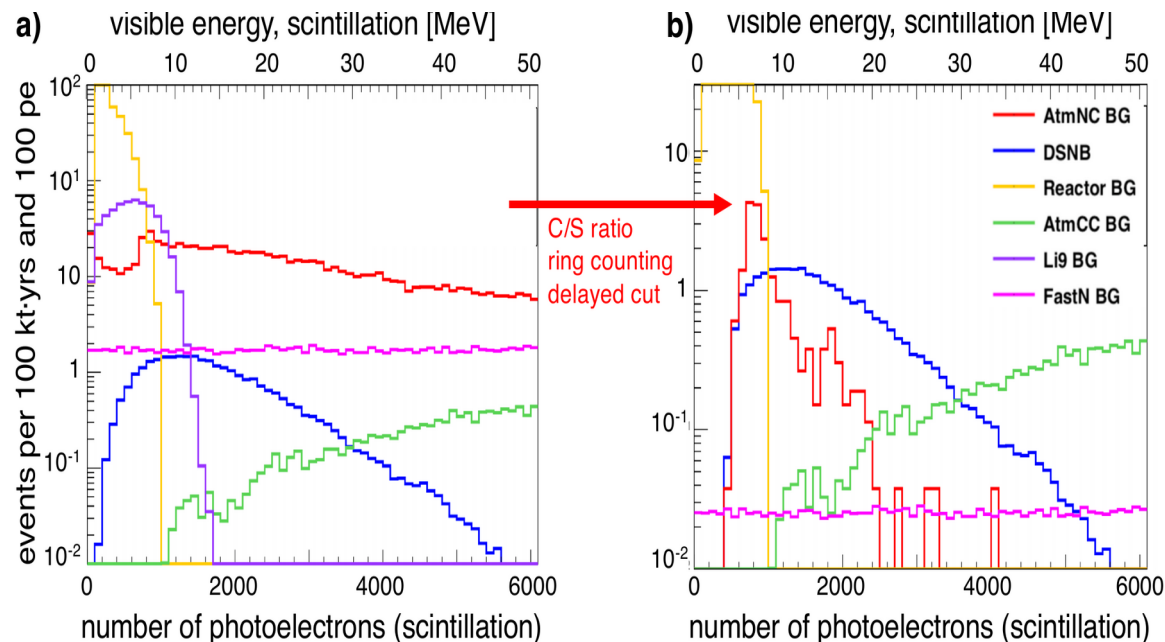 a)
visible energy, scintillation [MeV]
0 10 20 30 40 50
10²
10¹
10
1
10⁻¹
10⁻²
events per 100 kt-yrs and 100 pe
0 2000 4000 6000
number of photoelectrons (scintillation)
C/S ratio
ring counting
delayed cut
b)
visible energy, scintillation [MeV]
0 10 20 30 40 50
10
1
10⁻¹
10⁻²
AtmNC BG
DSNB
Reactor BG
AtmCC BG
Li9 BG
FastN BG
0 2000 4000 6000
number of photoelectrons (scintillation)